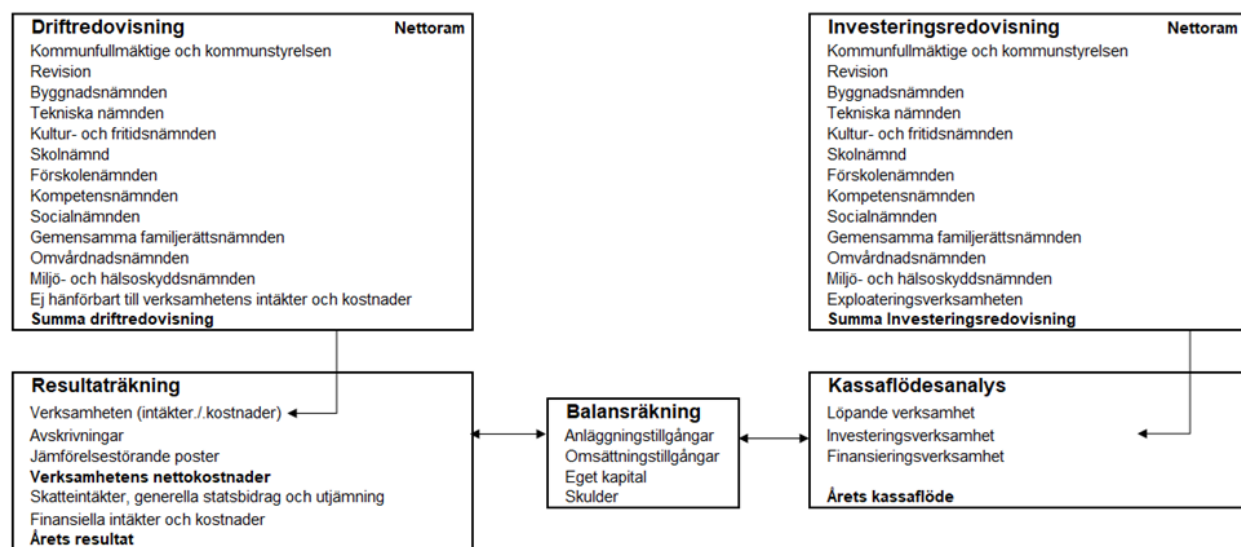 Driftredovisning Nettoram
Kommunfullmäktige och kommunstyrelsen
Revision
Byggnadsnämnden
Tekniska nämnden
Kultur- och fritidsnämnden
Skolnämnd
Förskolenämnden
Kompetensnämnden
Socialnämnden
Gemensamma familjerättsnämnden
Omvårdnadsnämnden
Miljö- och hälsoskyddsnämnden
Ej hänförbart till verksamhetens intäkter och kostnader
Summa driftredovisning
Investeringsredovisning Nettoram
Kommunfullmäktige och kommunstyrelsen
Revision
Byggnadsnämnden
Tekniska nämnden
Kultur- och fritidsnämnden
Skolnämnd
Förskolenämnden
Kompetensnämnden
Socialnämnden
Gemensamma familjerättsnämnden
Omvårdnadsnämnden
Miljö- och hälsoskyddsnämnden
Exploateringsverksamheten
Summa Investeringsredovisning
Resultaträkning
Verksamheten (intäkter./.kostnader)
Avskrivningar
Jämförelsestörande poster
Verksamhetens nettokostnader
Skatteintäkter, generella statsbidrag och utjämning
Finansiella intäkter och kostnader
Årets resultat
Balansräkning
Anläggningstillgångar
Omsättningstillgångar
Eget kapital
Skulder
Kassaflödesanalys
Löpande verksamhet
Investeringsverksamhet
Finansieringsverksamhet
Årets kassaflöde